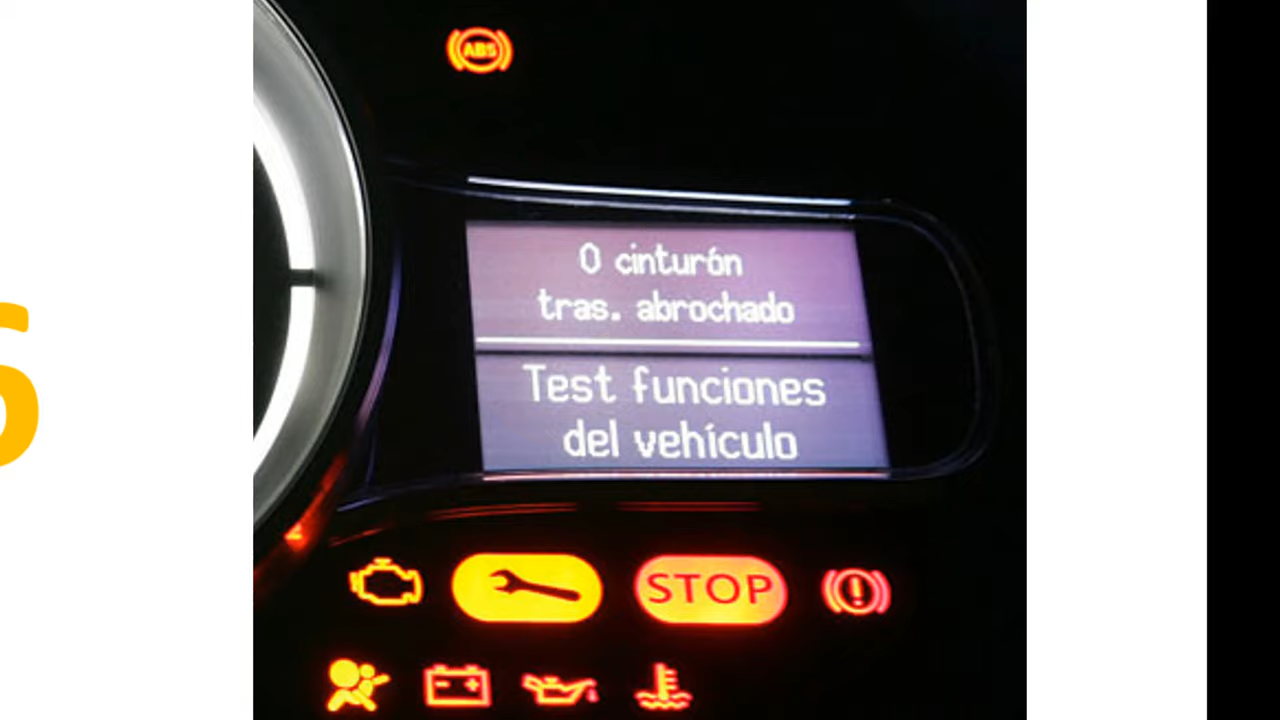 ABS
0 cinturón
tras. abrochado
Test funciones
del vehículo
STOP